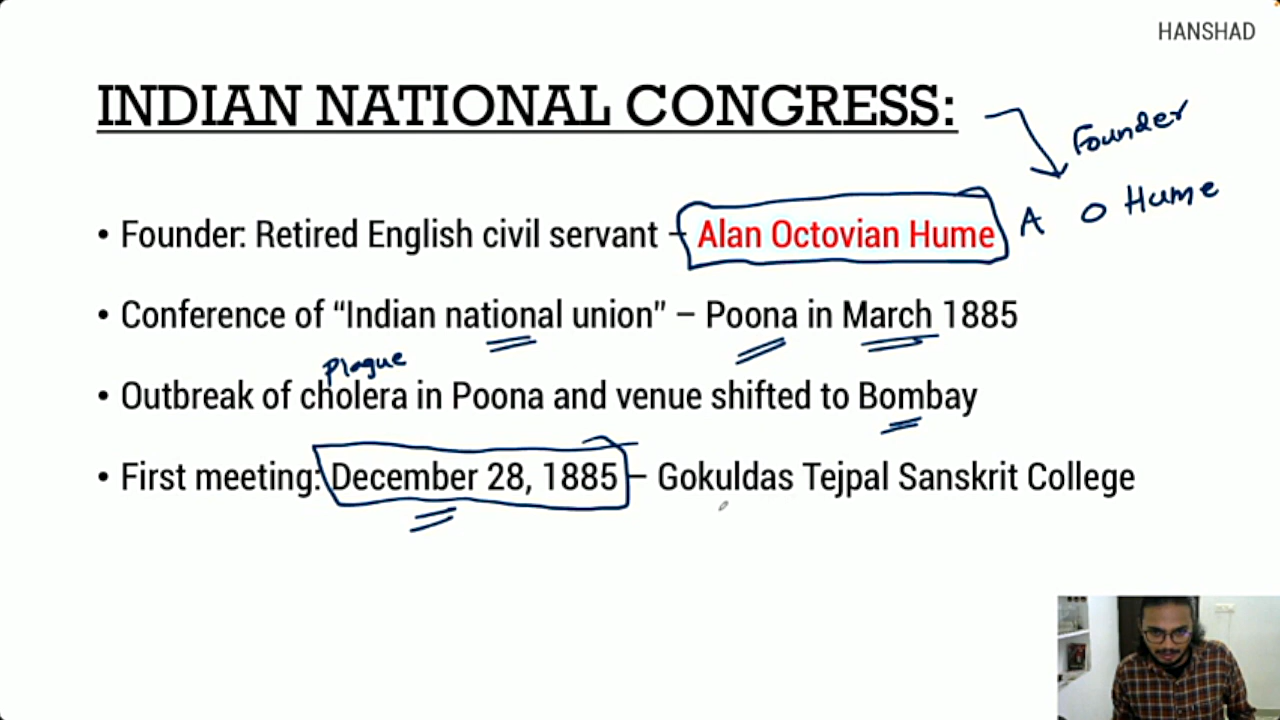 HANSHAD
INDIAN NATIONAL CONGRESS:
Founder
• Founder: Retired English civil servant – Alan Octovian Hume A O Hume
• Conference of “Indian national union” – Poona in March 1885
Plague
• Outbreak of cholera in Poona and venue shifted to Bombay
• First meeting: December 28, 1885 – Gokuldas Tejpal Sanskrit College